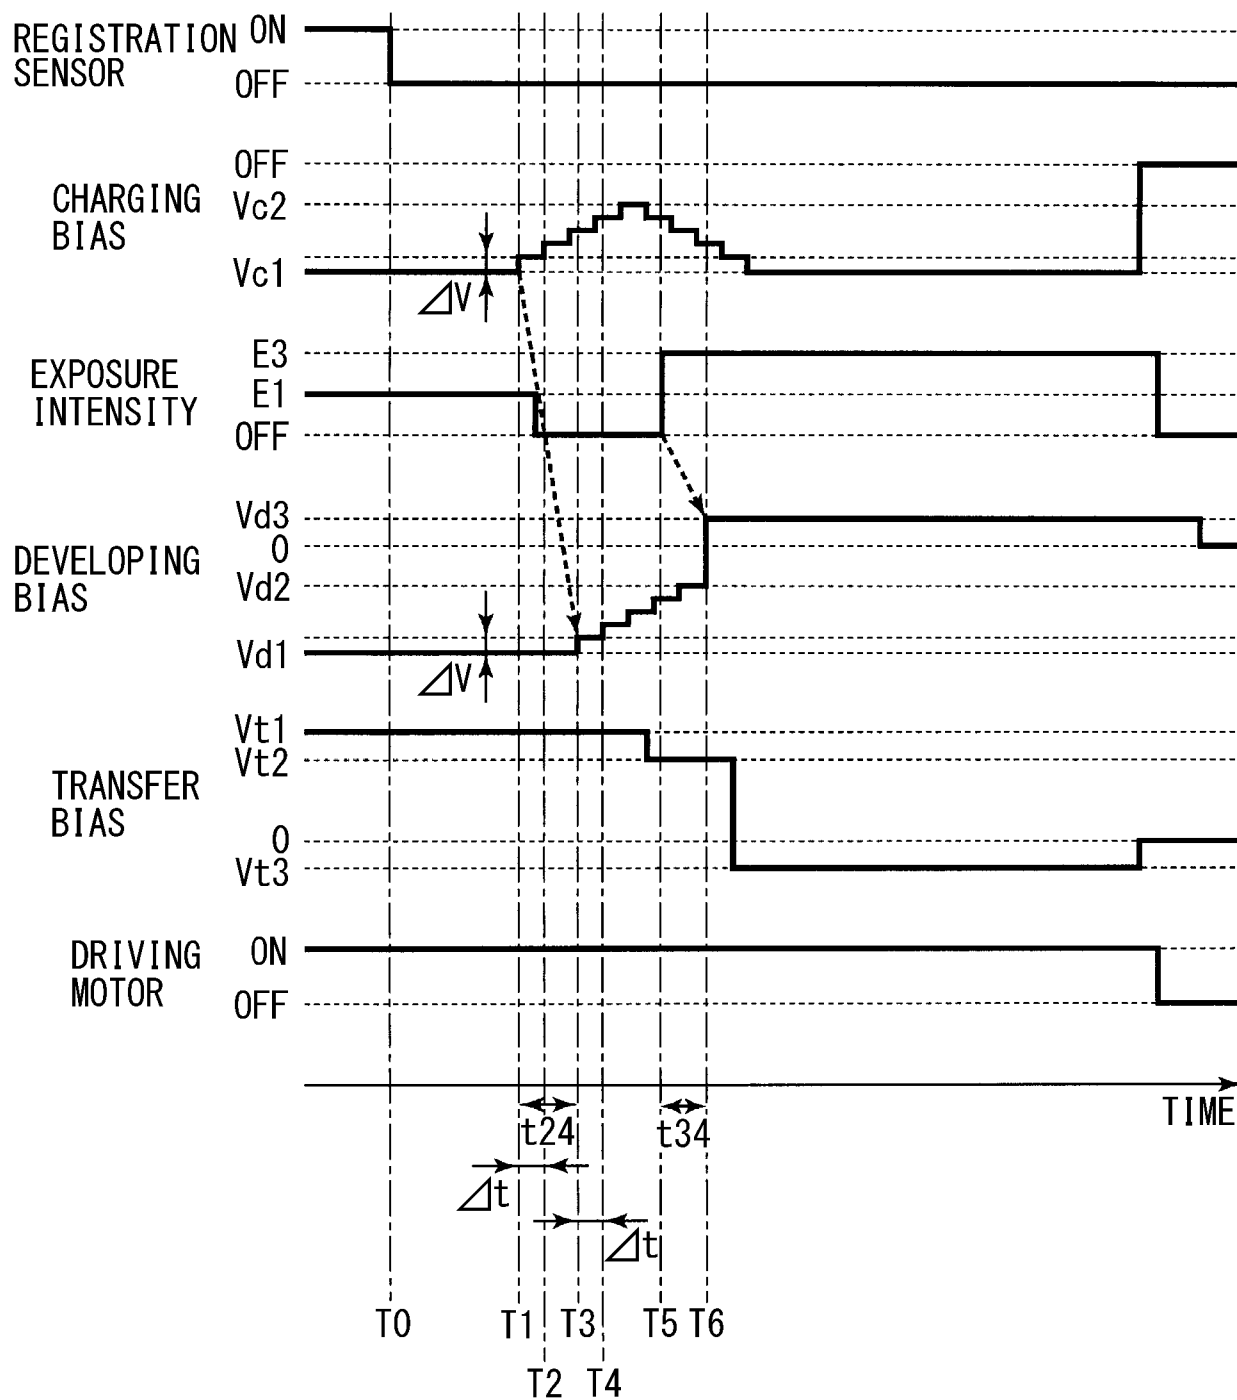 REGISTRATION
SENSOR
ON
OFF
CHARGING
BIAS
OFF
Vc2
Vc1
⊿V
EXPOSURE
INTENSITY
E3
E1
OFF
DEVELOPING
BIAS
Vd3
0
Vd2
Vd1
⊿V
TRANSFER
BIAS
Vt1
Vt2
0
Vt3
DRIVING
MOTOR
ON
OFF
TIME
t24
t34
⊿t
⊿t
T0
T1
T3
T5
T6
T2
T4